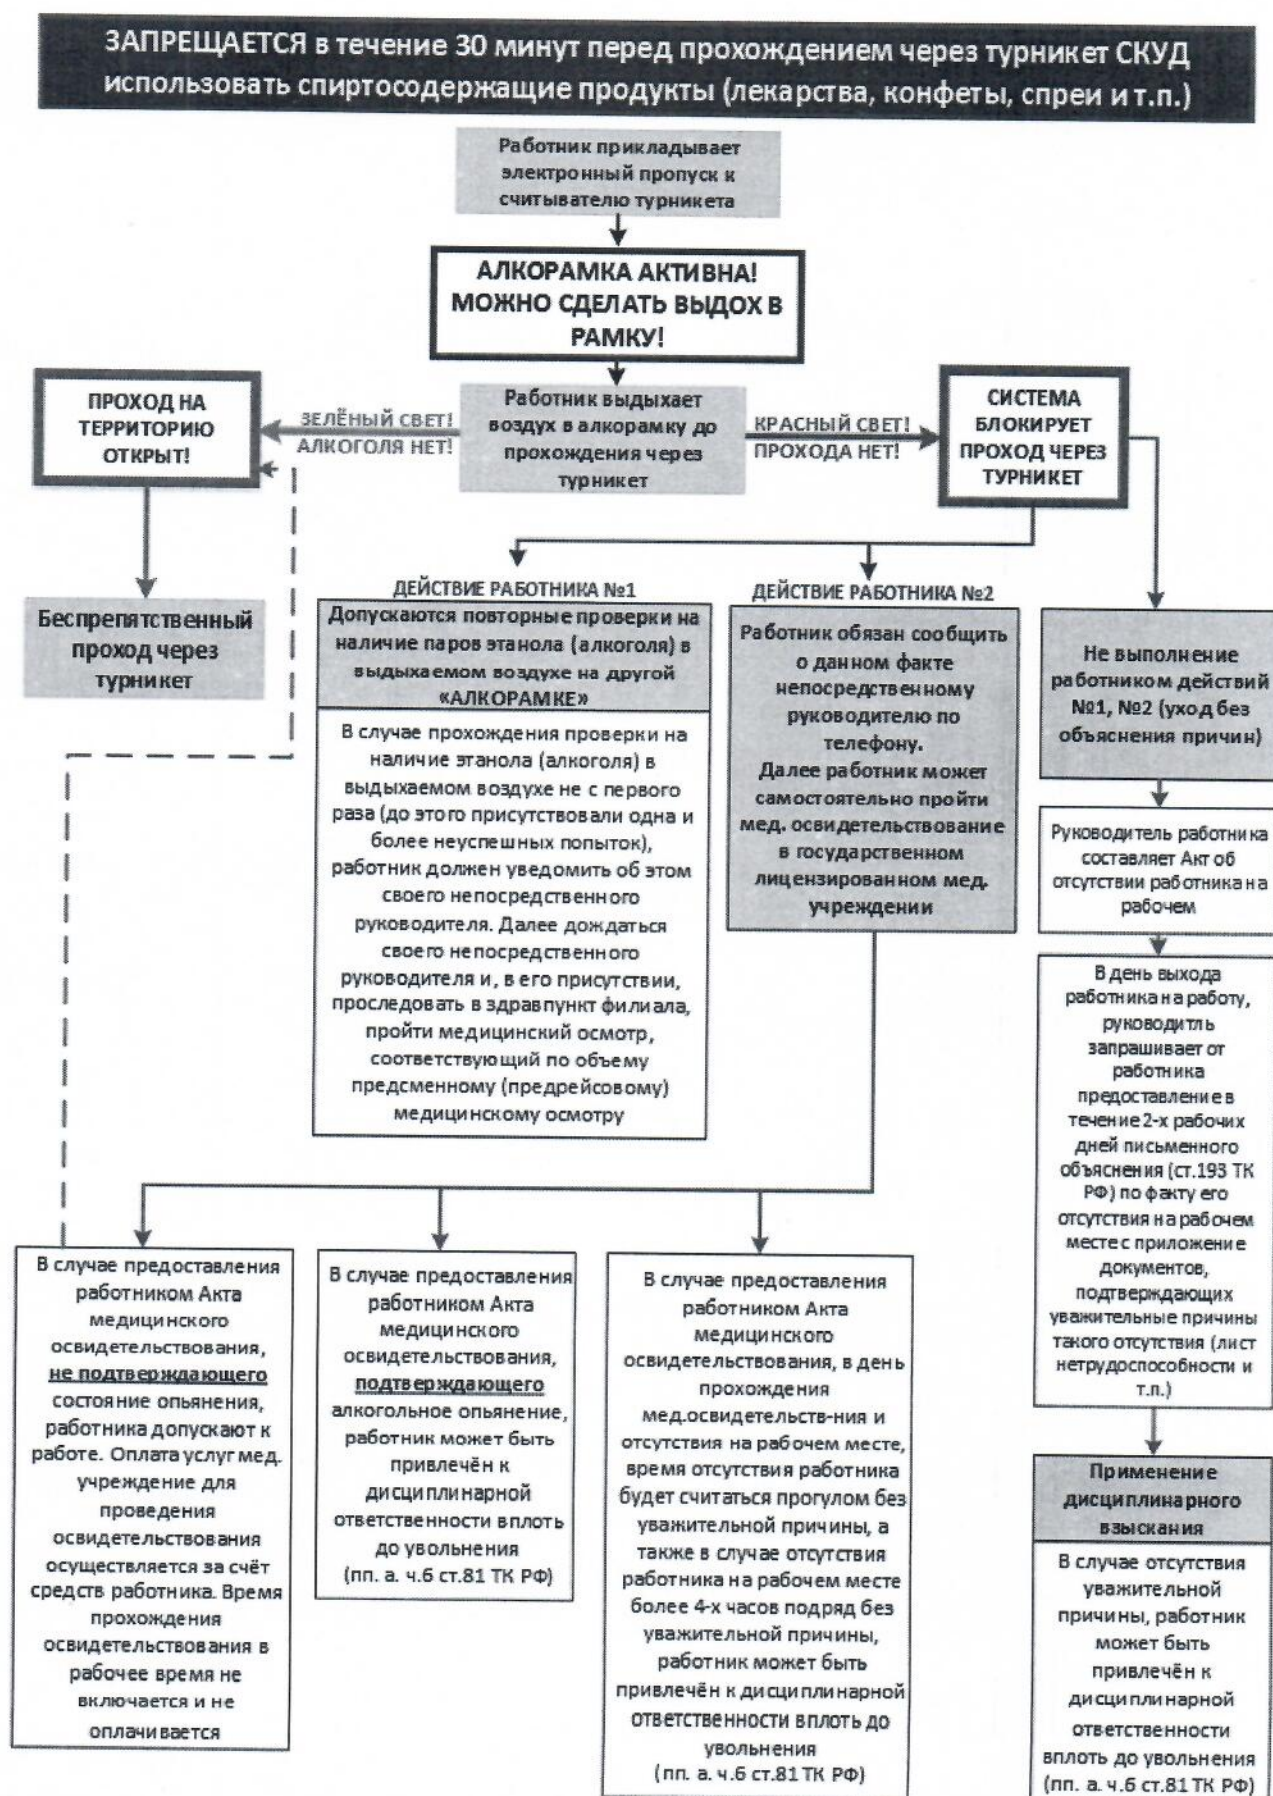 ЗАПРЕЩАЕТСЯ в течение 30 минут перед прохождением через турникет СКУД
использовать спиртосодержащие продукты (лекарства, конфеты, спреи и т.п.)
Работник прикладывает
электронный пропуск к
считывателю турникета
АЛКОРАМКА АКТИВНА!
МОЖНО СДЕЛАТЬ ВЫДОХ В
РАМКУ!
ПРОХОД НА
ТЕРРИТОРИЮ
ОТКРЫТ!
ЗЕЛЁНЫЙ СВЕТ!
АЛКОГОЛЯ НЕТ!
Работник выдыхает
воздух в алкорамку до
прохождения через
турникет
КРАСНЫЙ СВЕТ!
ПРОХОДА НЕТ!
СИСТЕМА
БЛОКИРУЕТ
ПРОХОД ЧЕРЕЗ
ТУРНИКЕТ
Беспрепятственный
проход через
турникет
ДЕЙСТВИЕ РАБОТНИКА №1
Допускаются повторные проверки на
наличие паров этанола (алкоголя) в
выдыхаемом воздухе на другой
«АЛКОРАМКЕ»
В случае прохождения проверки на
наличие этанола (алкоголя) в
выдыхаемом воздухе не с первого
раза (до этого присутствовали одна и
более неуспешных попыток),
работник должен уведомить об этом
своего непосредственного
руководителя. Далее дождаться
своего непосредственного
руководителя и, в его присутствии,
проследовать в здравпункт филиала,
пройти медицинский осмотр,
соответствующий по объему
предсменному (предрейсовому)
медицинскому осмотру
ДЕЙСТВИЕ РАБОТНИКА №2
Работник обязан сообщить
о данном факте
непосредственному
руководителю по
телефону.
Далее работник может
самостоятельно пройти
мед. освидетельствование
в государственном
лицензированном мед.
учреждении
Не выполнение
работником действий
№1, №2 (уход без
объяснения причин)
Руководитель работника
составляет Акт об
отсутствии работника на
рабочем
В день выхода
работника на работу,
руководитль
запрашивает от
работника
предоставление в
течение 2-х рабочих
дней письменного
объяснения (ст.193 ТК
РФ) по факту его
отсутствия на рабочем
месте с приложение
документов,
подтверждающих
уважительные причины
такого отсутствия (лист
нетрудоспособности и
т.п.)
Применение
дисциплинарного
взыскания
В случае отсутствия
уважительной
причины, работник
может быть
привлечён к
дисциплинарной
ответственности
вплоть до увольнения
(пп. а. ч.6 ст.81 ТК РФ)
В случае предоставления
работником Акта
медицинского
освидетельствования,
не подтверждающего
состояние опьянения,
работника допускают к
работе. Оплата услуг мед.
учреждение для
проведения
освидетельствования
осуществляется за счёт
средств работника. Время
прохождения
освидетельствования в
рабочее время не
включается и не
оплачивается
В случае предоставления
работником Акта
медицинского
освидетельствования,
подтверждающего
алкогольное опьянение,
работник может быть
привлечён к
дисциплинарной
ответственности вплоть
до увольнения
(пп. а. ч.6 ст.81 ТК РФ)
В случае предоставления
работником Акта
медицинского
освидетельствования, в день
прохождения
мед.освидетельств-ния и
отсутствия на рабочем месте,
время отсутствия работника
будет считаться прогулом без
уважительной причины, а
также в случае отсутствия
работника на рабочем месте
более 4-х часов подряд без
уважительной причины,
работник может быть
привлечён к дисциплинарной
ответственности вплоть до
увольнения
(пп. а. ч.6 ст.81 ТК РФ)